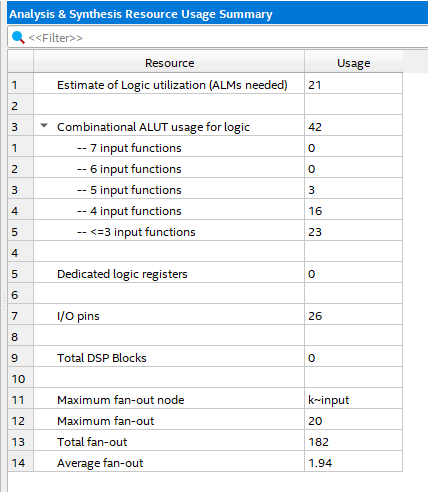 Analysis & Synthesis Resource Usage Summary
<<Filter>>
Resource Usage
1 Estimate of Logic utilization (ALMs needed) 21
2
3 Combinational ALUT usage for logic 42
1 -- 7 input functions 0
2 -- 6 input functions 0
3 -- 5 input functions 3
4 -- 4 input functions 16
5 -- <=3 input functions 23
4
5 Dedicated logic registers 0
6
7 I/O pins 26
8
9 Total DSP Blocks 0
10
11 Maximum fan-out node k~input
12 Maximum fan-out 20
13 Total fan-out 182
14 Average fan-out 1.94